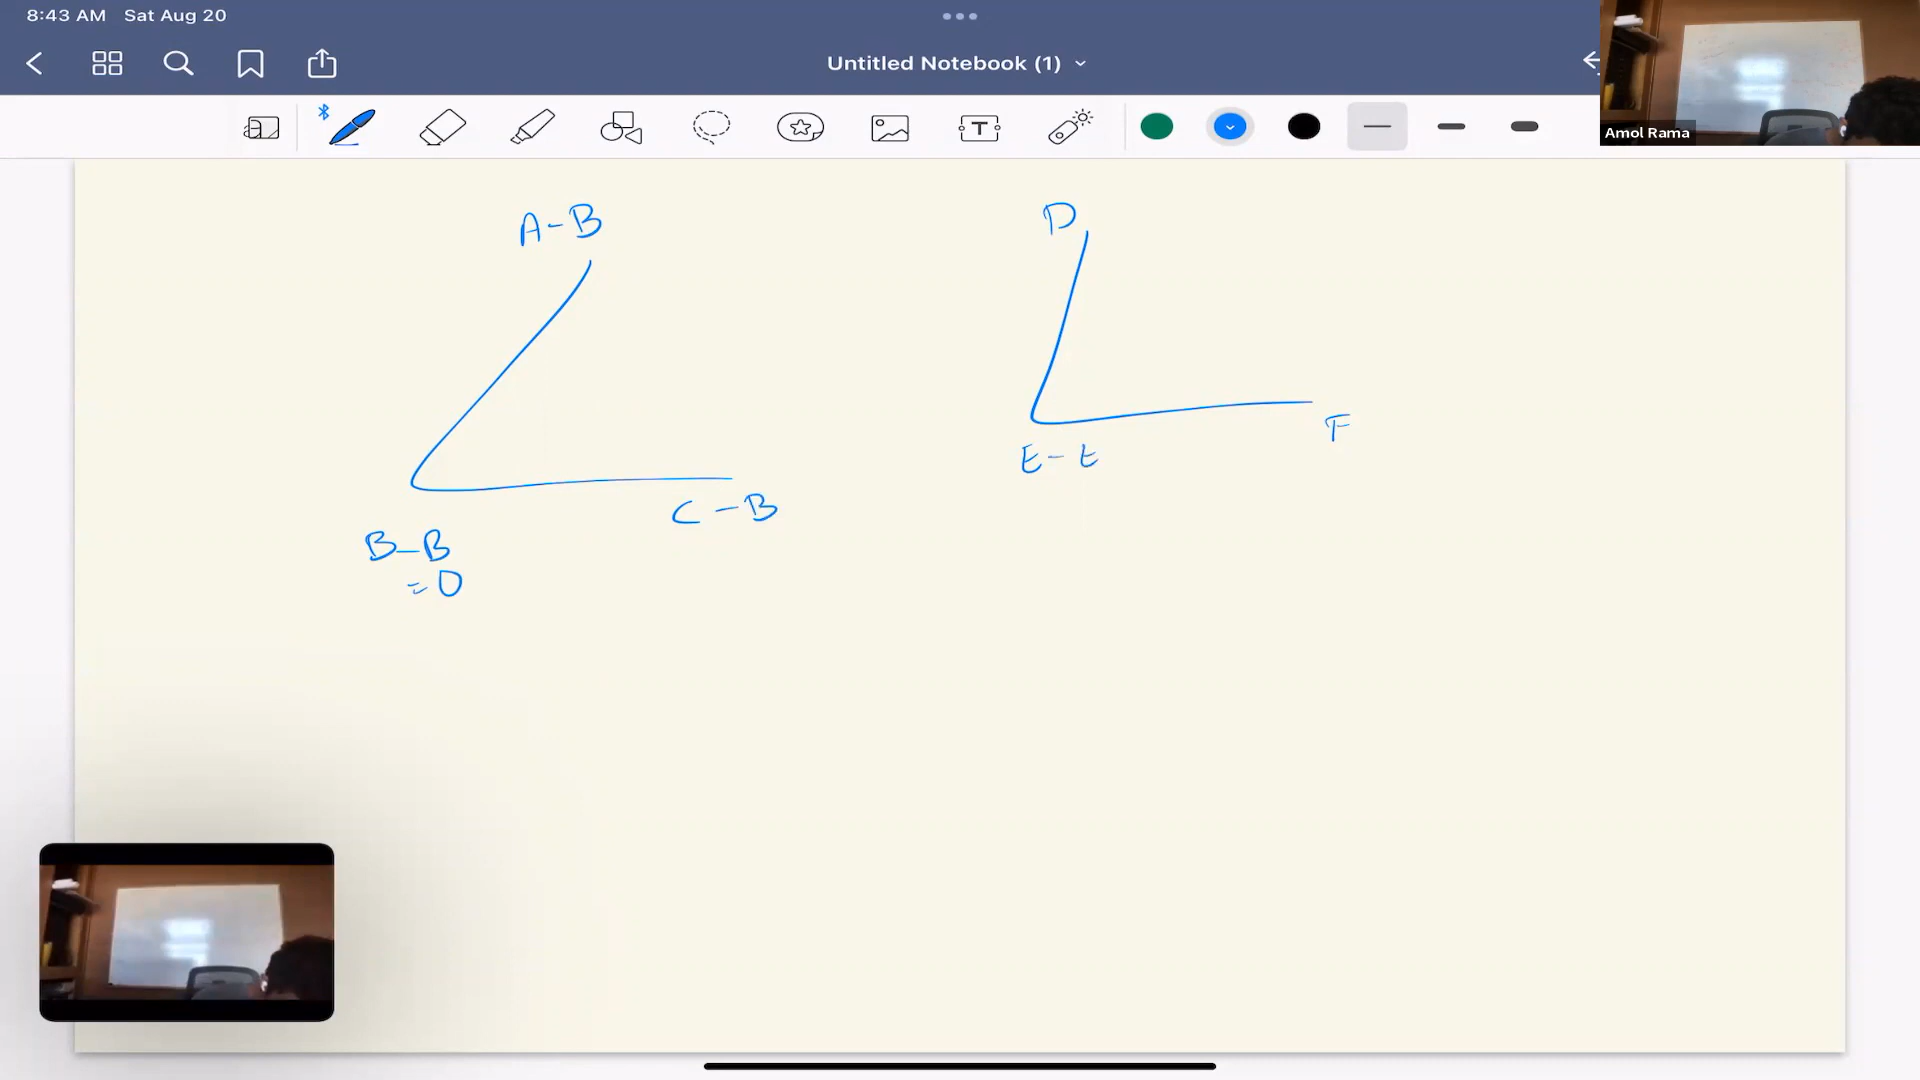 8:43 AM Sat Aug 20
Untitled Notebook (1)
T
Amol Rama
A-B
D
F
E-E
C-B
B-B
=0